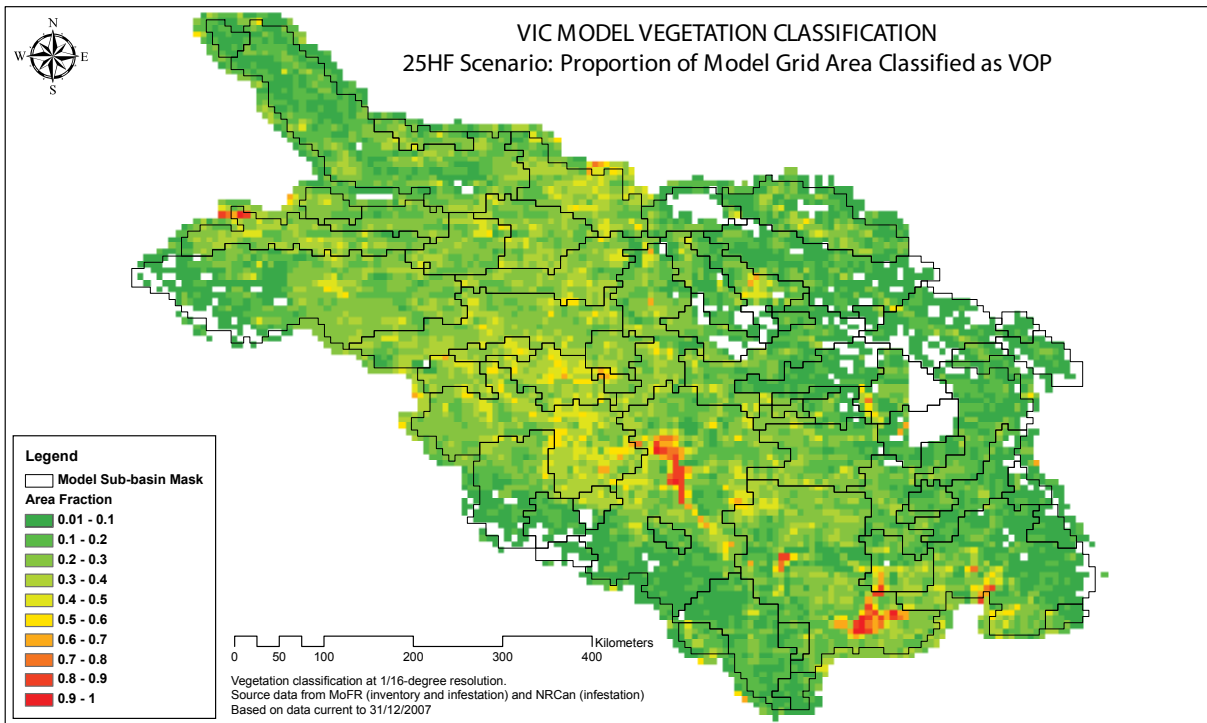 N
W E
S
VIC MODEL VEGETATION CLASSIFICATION
25HF Scenario: Proportion of Model Grid Area Classified as VOP
Legend
Model Sub-basin Mask
Area Fraction
0.01 - 0.1
0.1 - 0.2
0.2 - 0.3
0.3 - 0.4
0.4 - 0.5
0.5 - 0.6
0.6 - 0.7
0.7 - 0.8
0.8 - 0.9
0.9 - 1
Kilometers
0 50 100 200 300 400
Vegetation classification at 1/16-degree resolution.
Source data from MoFR (inventory and infestation) and NRCan (infestation)
Based on data current to 31/12/2007